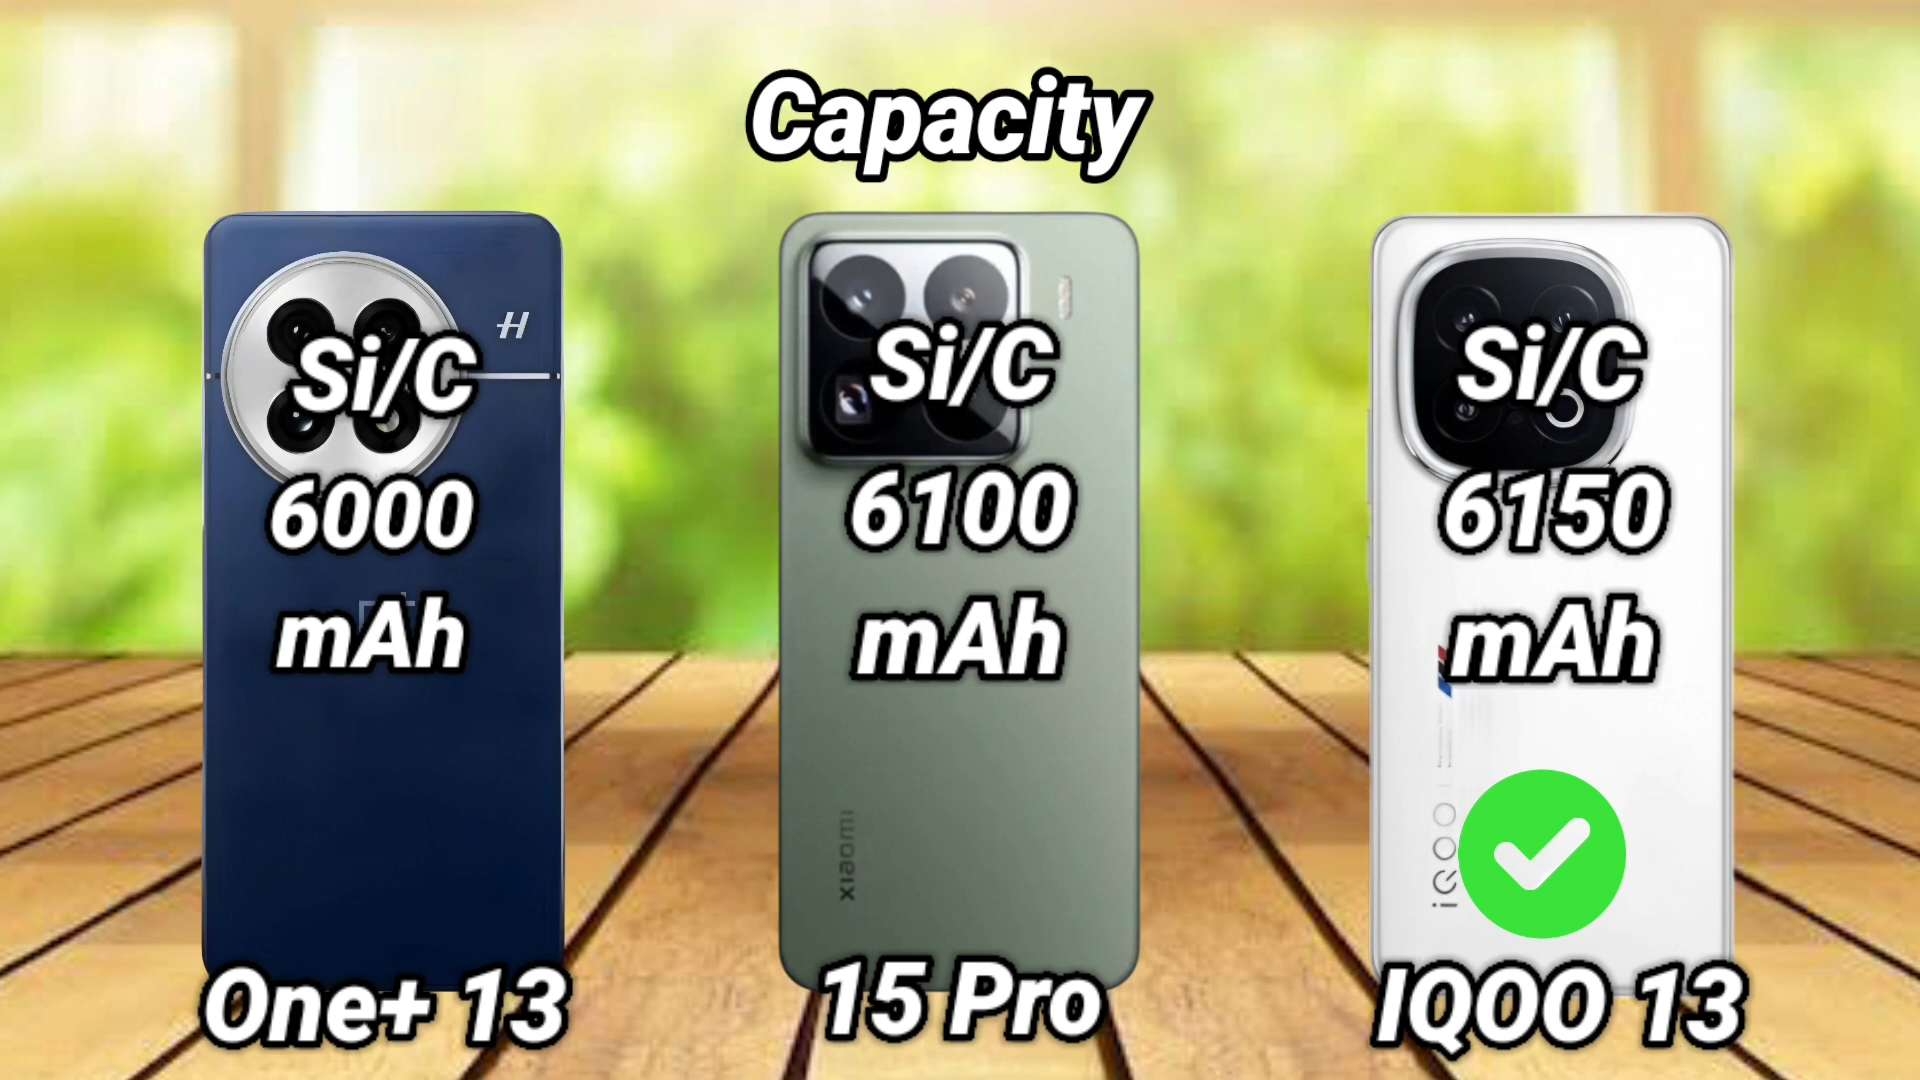 Capacity
H
Si/C
6000
mAh
One+ 13
Si/C
6100
mAh
xiaomi
15 Pro
Si/C
6150
mAh
iQOO
IQOO 13